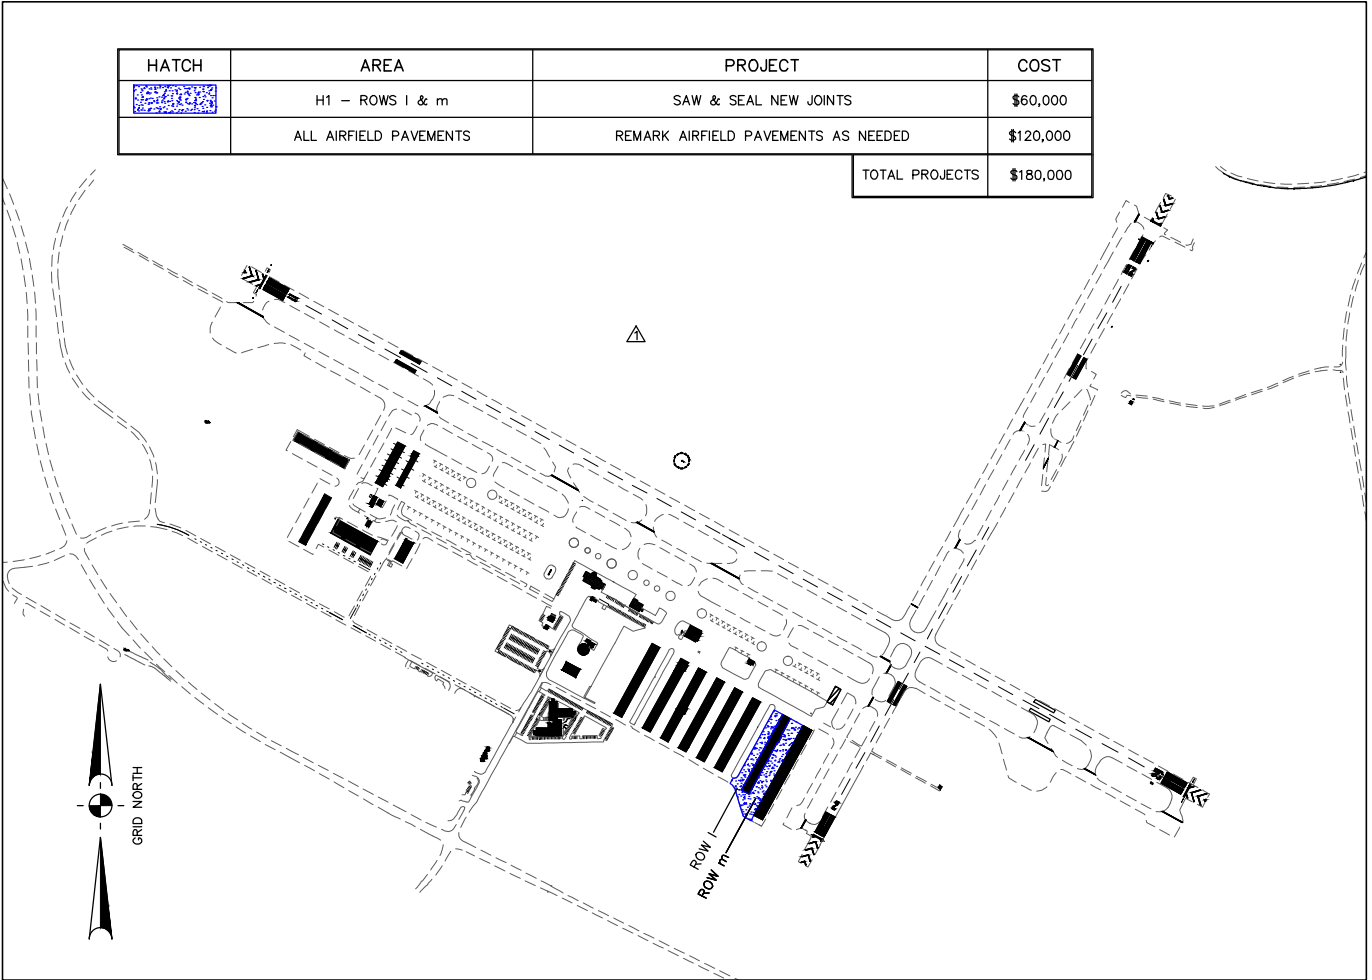 HATCH AREA PROJECT COST
H1 – ROWS l & m SAW & SEAL NEW JOINTS $60,000
ALL AIRFIELD PAVEMENTS REMARK AIRFIELD PAVEMENTS AS NEEDED $120,000
TOTAL PROJECTS $180,000
1
GRID NORTH
ROW l
ROW m